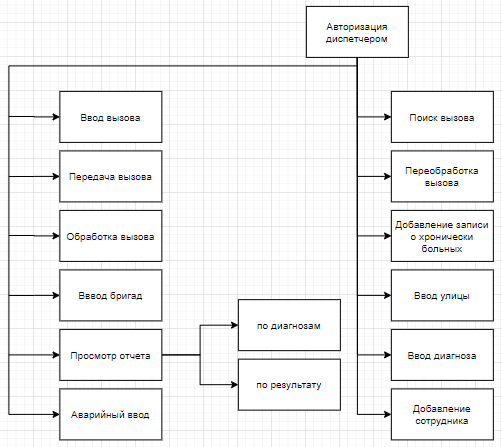 Авторизация
диспетчером
Ввод вызова
Передача вызова
Обработка вызова
Вввод бригад
Просмотр отчета
Аварийный ввод
по диагнозам
по результату
Поиск вызова
Переобработка
вызова
Добавление записи
о хронически
больных
Ввод улицы
Ввод диагноза
Добавление
сотрудника